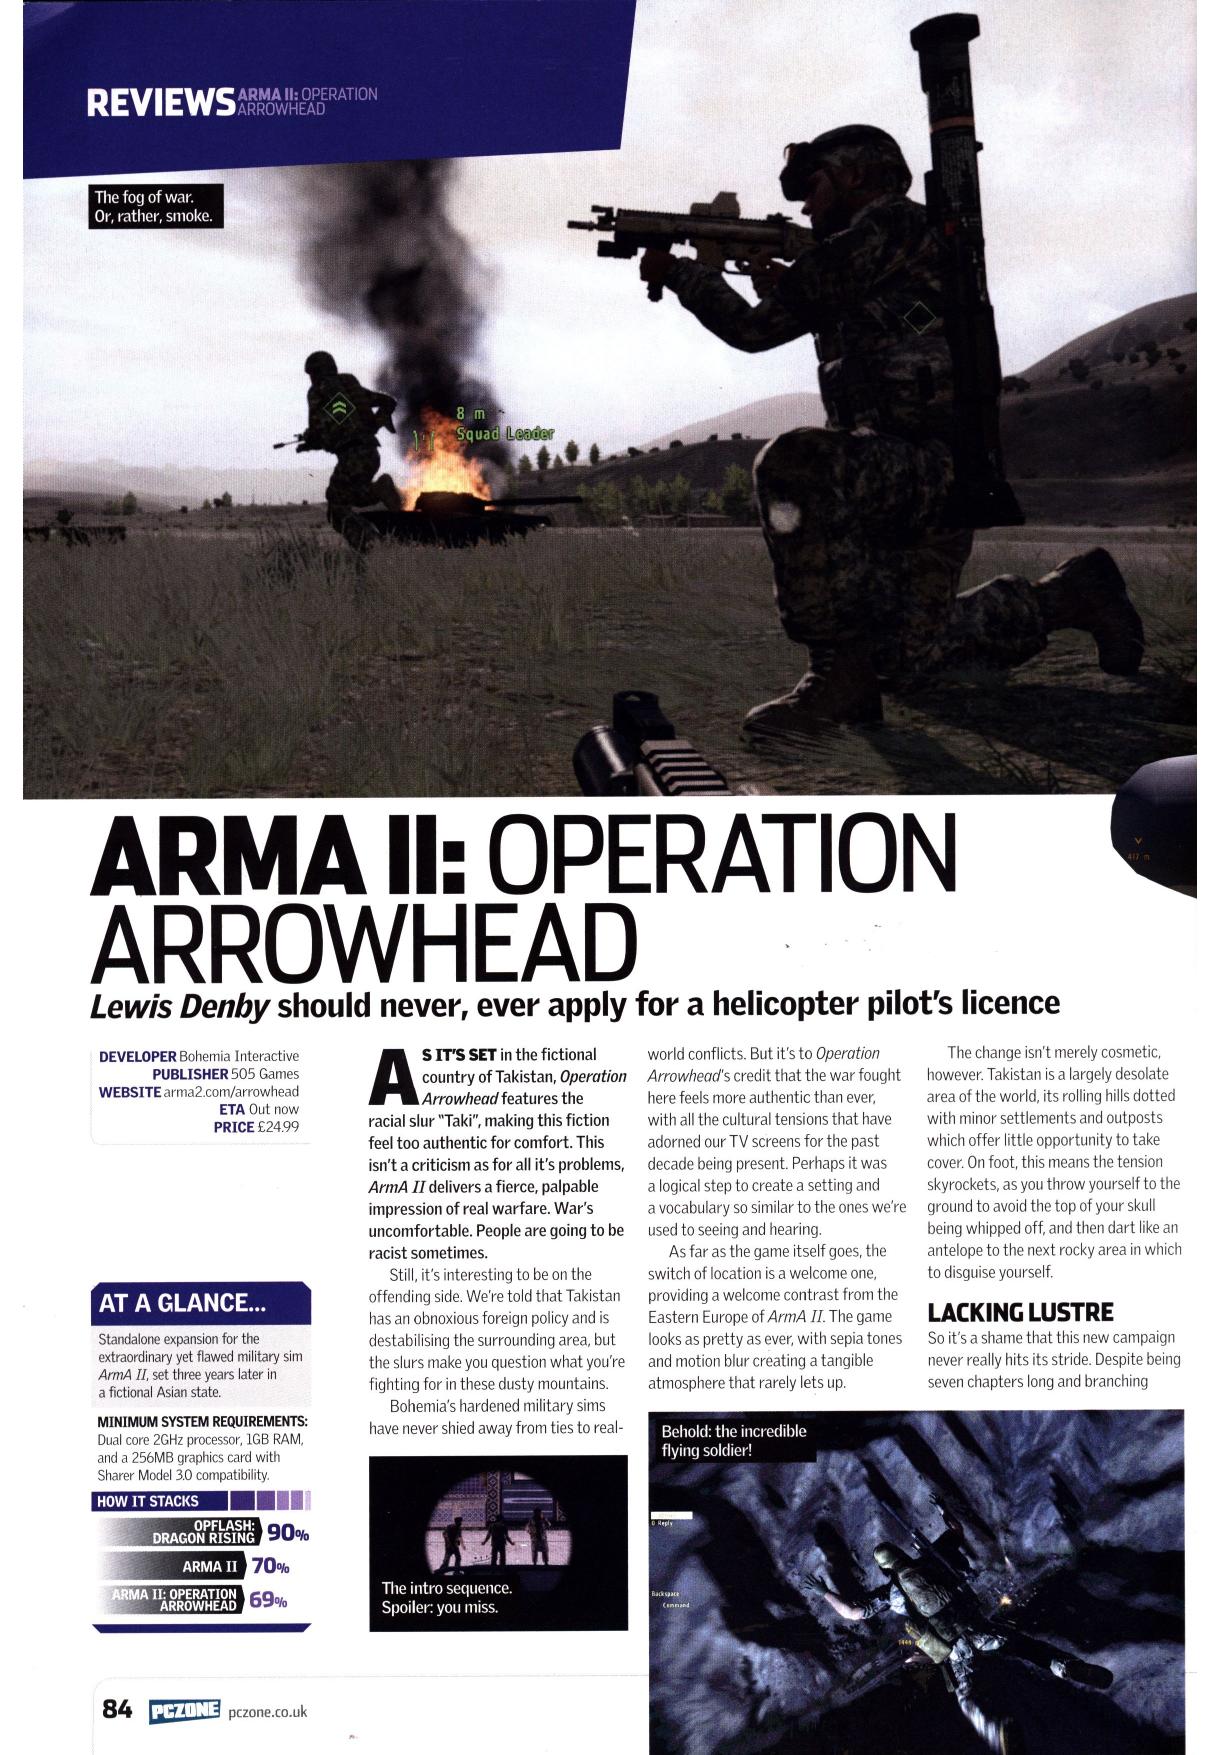 REVIEWS ARMA II: OPERATION
ARROWHEAD
The fog of war.
Or, rather, smoke.
8 m
Squad Leader
417 m
ARMA II: OPERATION
ARROWHEAD
Lewis Denby should never, ever apply for a helicopter pilot's licence
DEVELOPER Bohemia Interactive
PUBLISHER 505 Games
WEBSITE arma2.com/arrowhead
ETA Out now
PRICE £24.99
AT A GLANCE...
Standalone expansion for the
extraordinary yet flawed military sim
ArmA II, set three years later in
a fictional Asian state.
MINIMUM SYSTEM REQUIREMENTS:
Dual core 2GHz processor, 1GB RAM,
and a 256MB graphics card with
Sharer Model 3.0 compatibility.
HOW IT STACKS
OPFLASH:
DRAGON RISING 90%
ARMA II 70%
ARMA II: OPERATION
ARROWHEAD 69%
AS IT'S SET in the fictional
country of Takistan, Operation
Arrowhead features the
racial slur "Taki", making this fiction
feel too authentic for comfort. This
isn't a criticism as for all it's problems,
ArmA II delivers a fierce, palpable
impression of real warfare. War's
uncomfortable. People are going to be
racist sometimes.
Still, it's interesting to be on the
offending side. We're told that Takistan
has an obnoxious foreign policy and is
destabilising the surrounding area, but
the slurs make you question what you're
fighting for in these dusty mountains.
Bohemia's hardened military sims
have never shied away from ties to real-
The intro sequence.
Spoiler: you miss.
world conflicts. But it's to Operation
Arrowhead's credit that the war fought
here feels more authentic than ever,
with all the cultural tensions that have
adorned our TV screens for the past
decade being present. Perhaps it was
a logical step to create a setting and
a vocabulary so similar to the ones we're
used to seeing and hearing.
As far as the game itself goes, the
switch of location is a welcome one,
providing a welcome contrast from the
Eastern Europe of ArmA II. The game
looks as pretty as ever, with sepia tones
and motion blur creating a tangible
atmosphere that rarely lets up.
The change isn't merely cosmetic,
however. Takistan is a largely desolate
area of the world, its rolling hills dotted
with minor settlements and outposts
which offer little opportunity to take
cover. On foot, this means the tension
skyrockets, as you throw yourself to the
ground to avoid the top of your skull
being whipped off, and then dart like an
antelope to the next rocky area in which
to disguise yourself.
LACKING LUSTRE
So it's a shame that this new campaign
never really hits its stride. Despite being
seven chapters long and branching
Behold: the incredible
flying soldier!
0 Reply
Backspace
Command
84 PCZONE pczone.co.uk